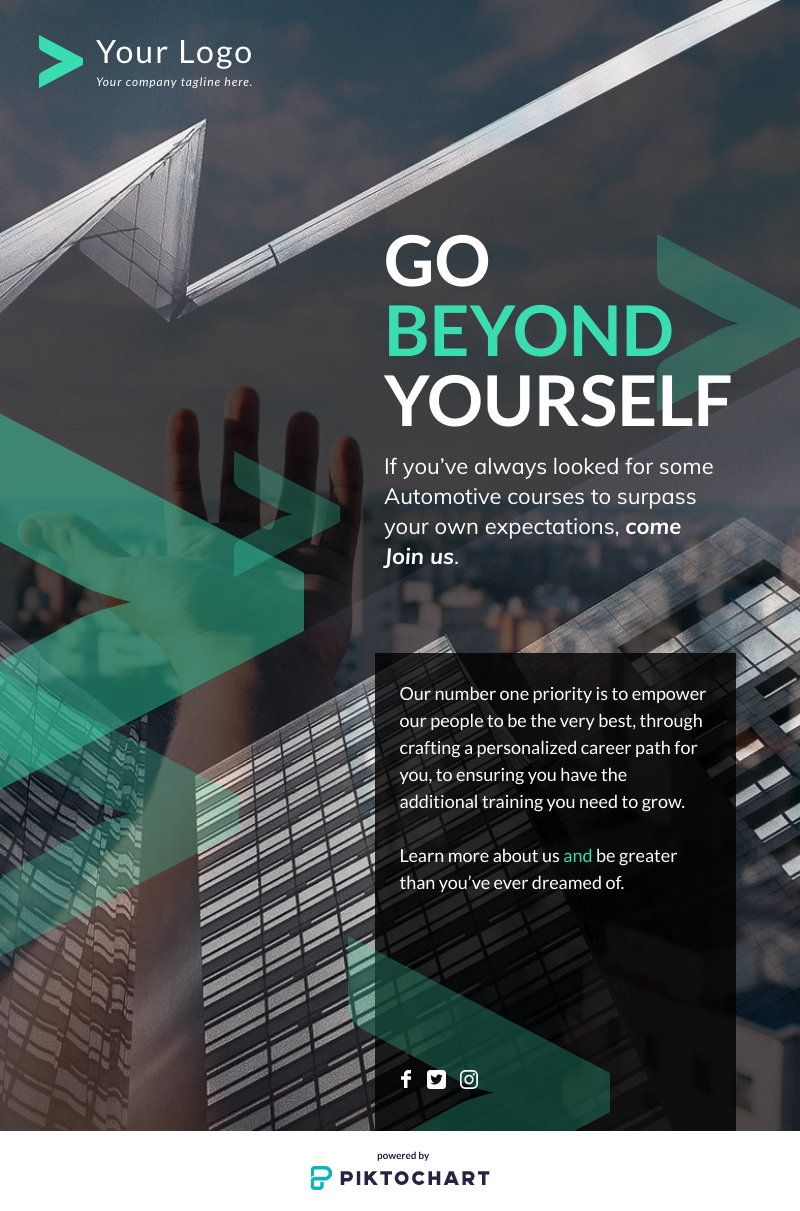 Your Logo
Your company tagline here.
GO
BEYOND
YOURSELF
If you’ve always looked for some
Automotive courses to surpass
your own expectations, come
Join us.
Our number one priority is to empower
our people to be the very best, through
crafting a personalized career path for
you, to ensuring you have the
additional training you need to grow.
Learn more about us and be greater
than you’ve ever dreamed of.
powered by
PIKTOCHART